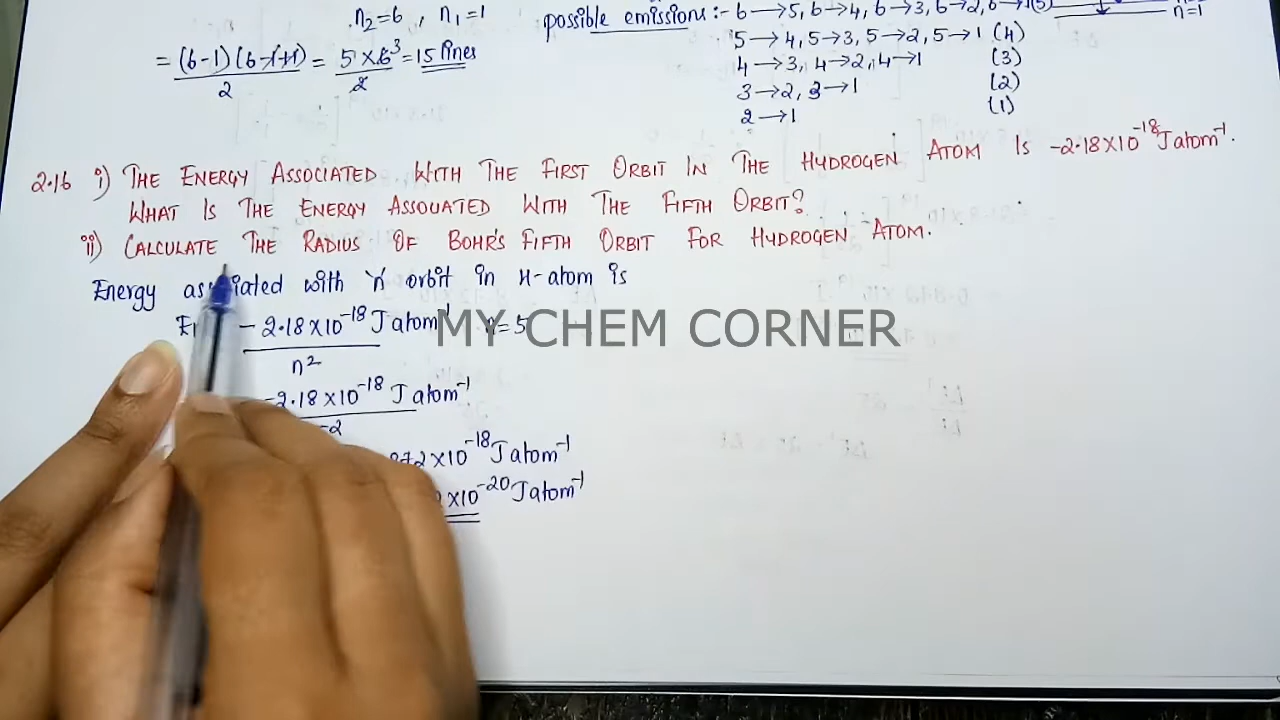 n2=6, n1=1
= (6-1)(6-1+1)/2 = 5×6³/2 = 15 lines
possible emissions :- 6→5, 6→4, 6→3, 6→2, 6→1(5)
n=1
5→4, 5→3, 5→2, 5→1 (4)
4→3, 4→2, 4→1 (3)
3→2, 3→1 (2)
2→1 (1)
2.16 i) THE ENERGY ASSOCIATED WITH THE FIRST ORBIT IN THE HYDROGEN ATOM IS -2.18×10⁻¹⁸ J atom⁻¹.
WHAT IS THE ENERGY ASSOCIATED WITH THE FIFTH ORBIT?
ii) CALCULATE THE RADIUS OF BOHR'S FIFTH ORBIT FOR HYDROGEN ATOM.
Energy associated with 'n' orbit in H-atom is
-2.18×10⁻¹⁸ J atom⁻¹ n=5
n²
MY CHEM CORNER
-2.18×10⁻¹⁸ J atom⁻¹
872×10⁻¹⁸ J atom⁻¹
×10⁻²⁰ J atom⁻¹